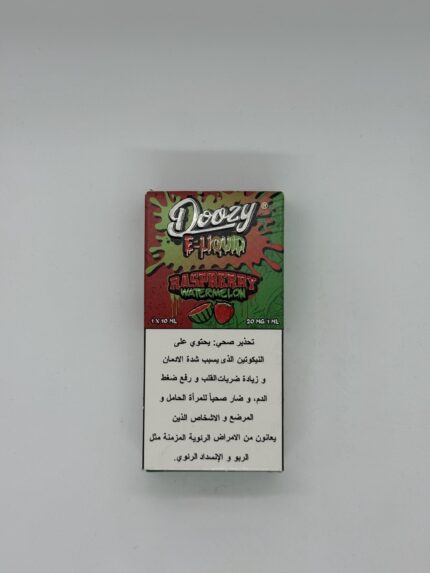 Doozy®
E-LIQUID
RASPBERRY
WATERMELON
1 X 10 ML
20 MG 1 ML
تحذير صحي: يحتوي على
النيكوتين الذى يسبب شدة الادمان
و زيادة ضربات القلب و رفع ضغط
الدم، و ضار صحياً للمرأة الحامل و
المرضع و الاشخاص الذين
يعانون من الامراض الرئوية المزمنة مثل
الربو و الإنسداد الرئوي.